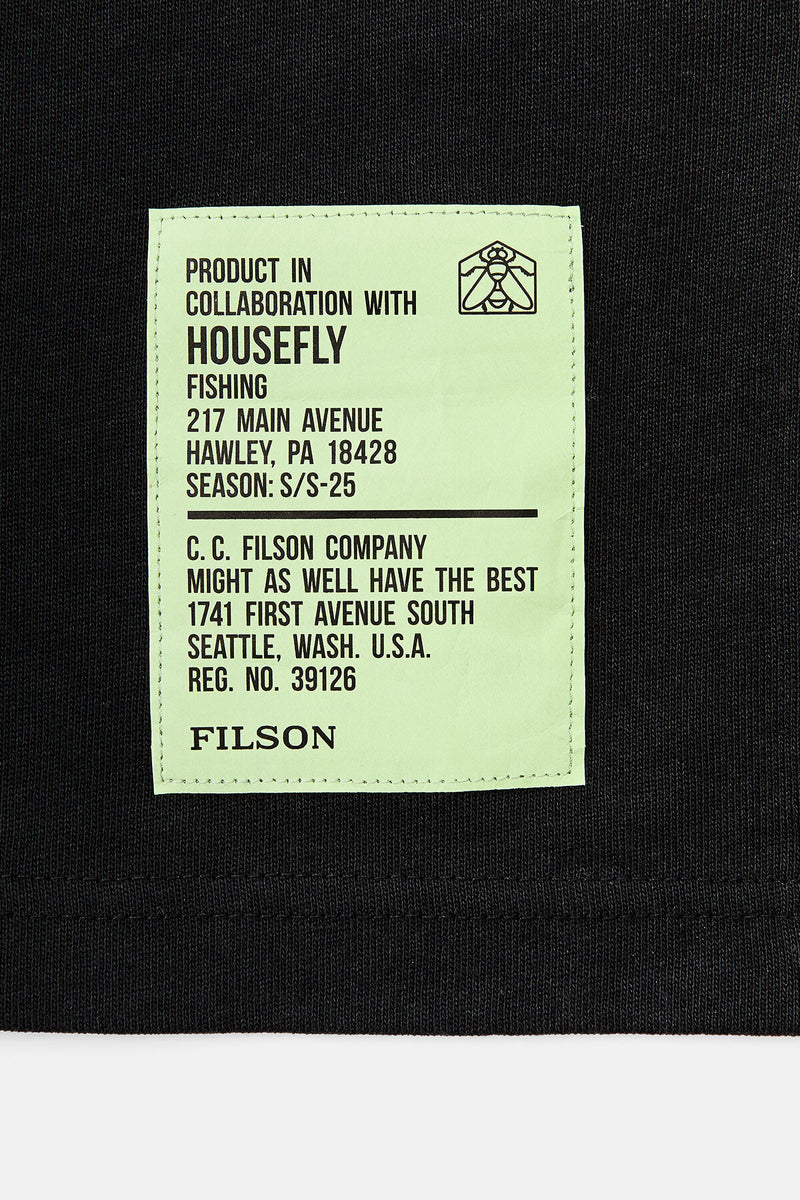 PRODUCT IN
COLLABORATION WITH
HOUSEFLY
FISHING
217 MAIN AVENUE
HAWLEY, PA 18428
SEASON: S/S-25
C. C. FILSON COMPANY
MIGHT AS WELL HAVE THE BEST
1741 FIRST AVENUE SOUTH
SEATTLE, WASH. U.S.A.
REG. NO. 39126
FILSON